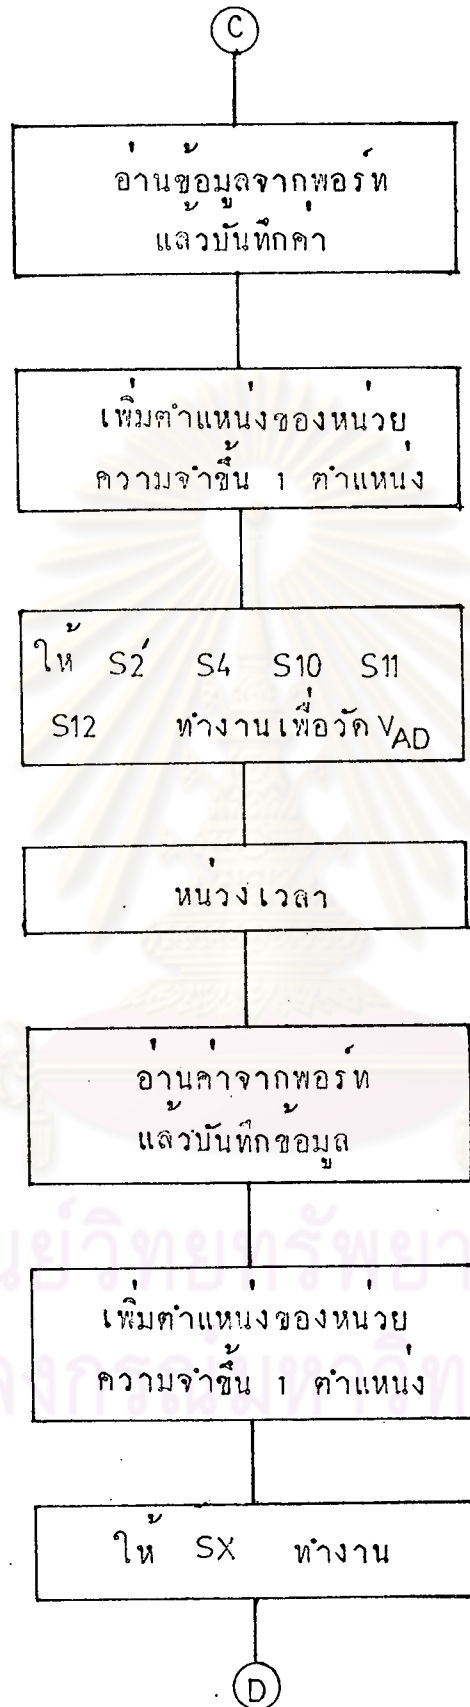 C
อ่านข้อมูลจากพอร์ท
แล้วบันทึกค่า
เพิ่มตำแหน่งของหน่วย
ความจำขึ้น 1 ตำแหน่ง
ให้ S2 S4 S10 S11
S12 ทำงานเพื่อวัด VAD
หน่วงเวลา
อ่านค่าจากพอร์ท
แล้วบันทึกข้อมูล
เพิ่มตำแหน่งของหน่วย
ความจำขึ้น 1 ตำแหน่ง
ให้ SX ทำงาน
D